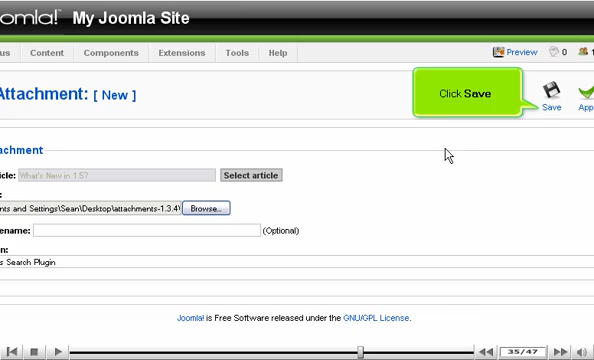 omla! My Joomla Site
us Content Components Extensions Tools Help Preview 0 1
Attachment: [ New ]
Click Save
Save App
achment
icle: What's New in 1.5? Select article
:
nts and Settings\Sean\Desktop\attachments-1.3.4\ Browse...
ename: (Optional)
n:
s Search Plugin
Joomla! is Free Software released under the GNU/GPL License.
35/47